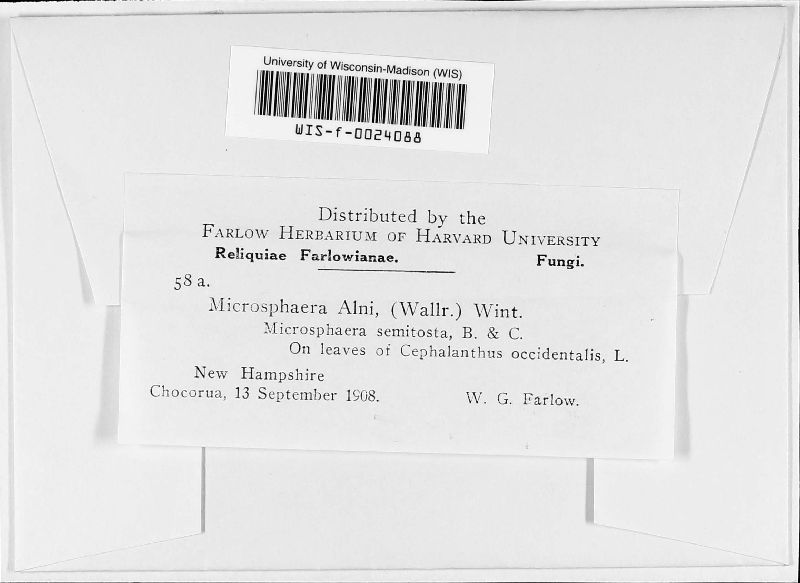 University of Wisconsin-Madison (WIS)
WIS-f-0024088
Distributed by the
FARLOW HERBARIUM OF HARVARD UNIVERSITY
Reliquiae Farlowianae. Fungi.
58 a.
Microsphaera Alni, (Wallr.) Wint.
Microsphaera semitosta, B. & C.
On leaves of Cephalanthus occidentalis, L.
New Hampshire
Chocorua, 13 September 1908. W. G. Farlow.